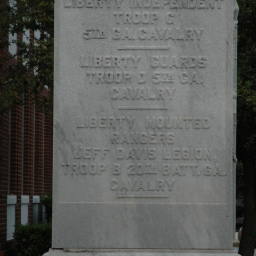 LIBERTY INDEPENDENT
TROOP G
5TH GA. CAVALRY
LIBERTY GUARDS
TROOP D 5TH GA.
CAVALRY
LIBERTY MOUNTED
RANGERS
JEFF DAVIS LEGION
TROOP B 20TH BATT. GA.
CAVALRY